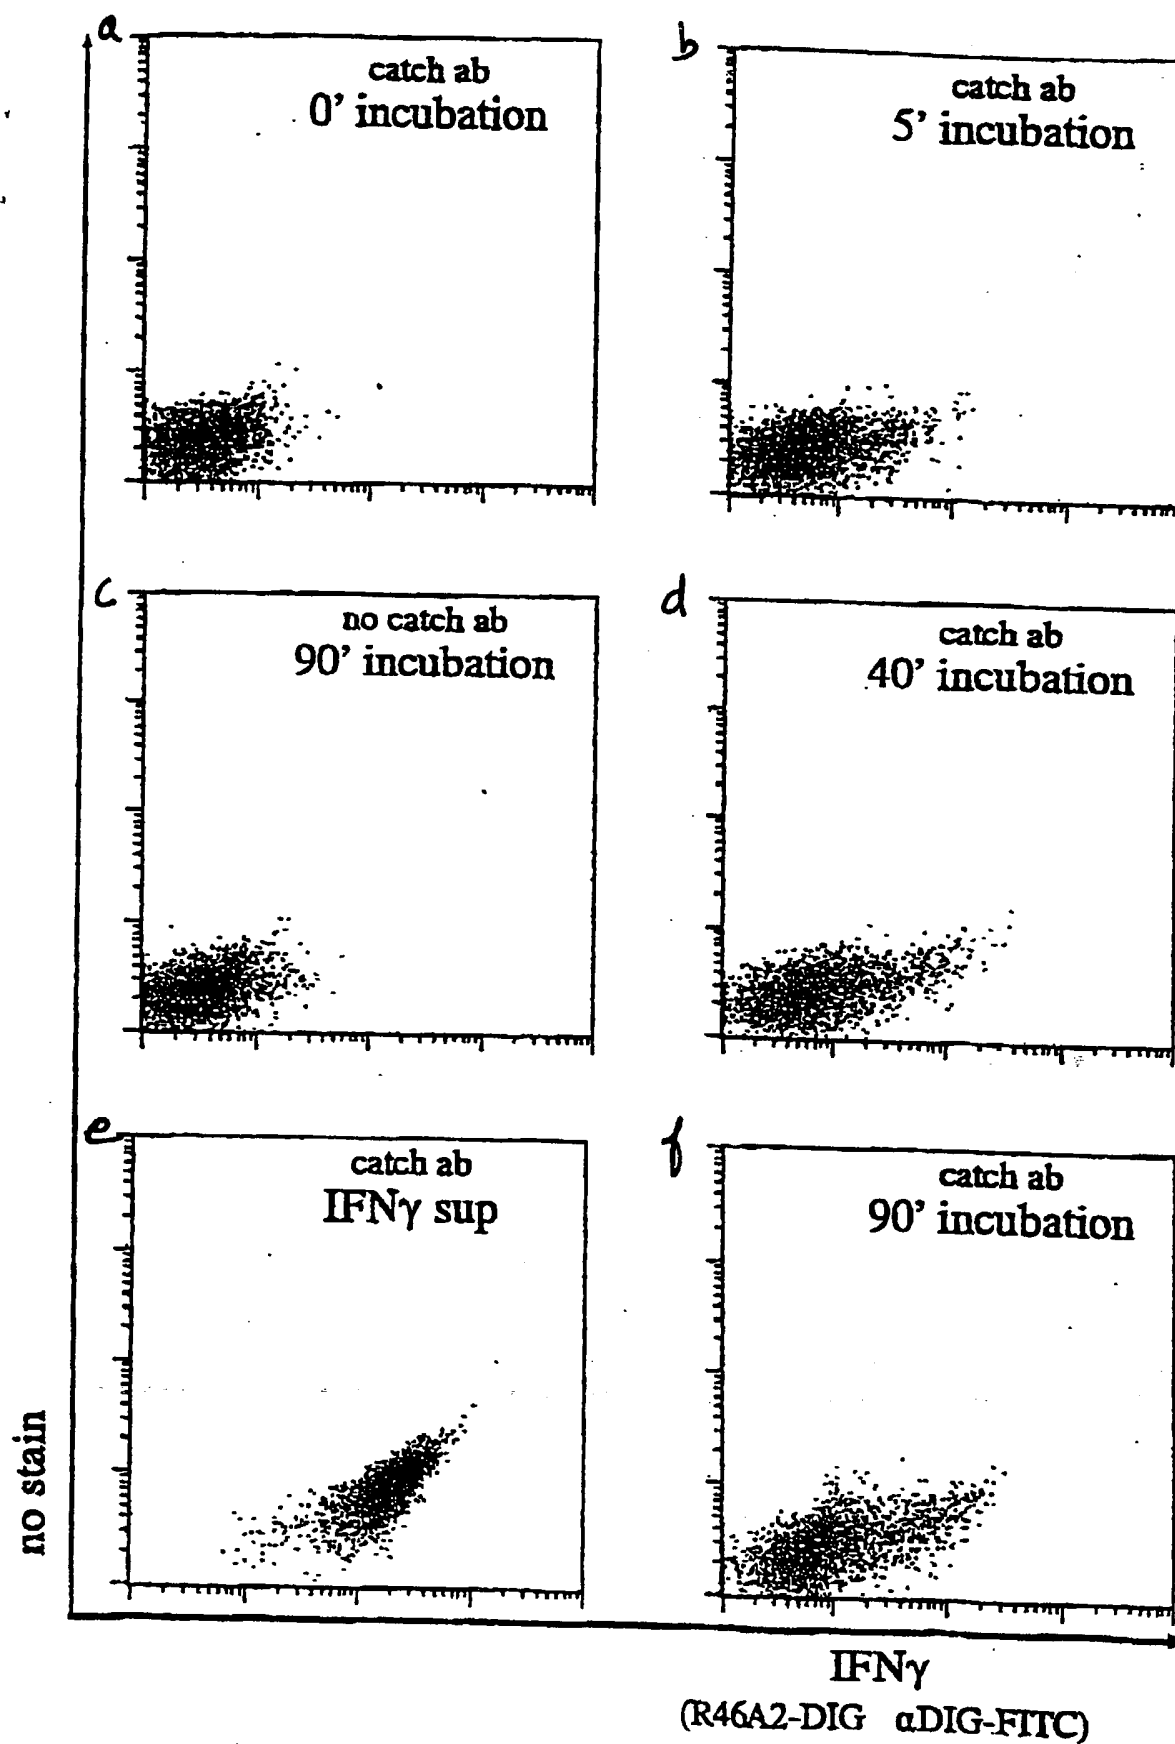 a
catch ab
0' incubation
b
catch ab
5' incubation
c
no catch ab
90' incubation
d
catch ab
40' incubation
e
catch ab
IFNγ sup
f
catch ab
90' incubation
no stain
IFNγ
(R46A2-DIG αDIG-FITC)